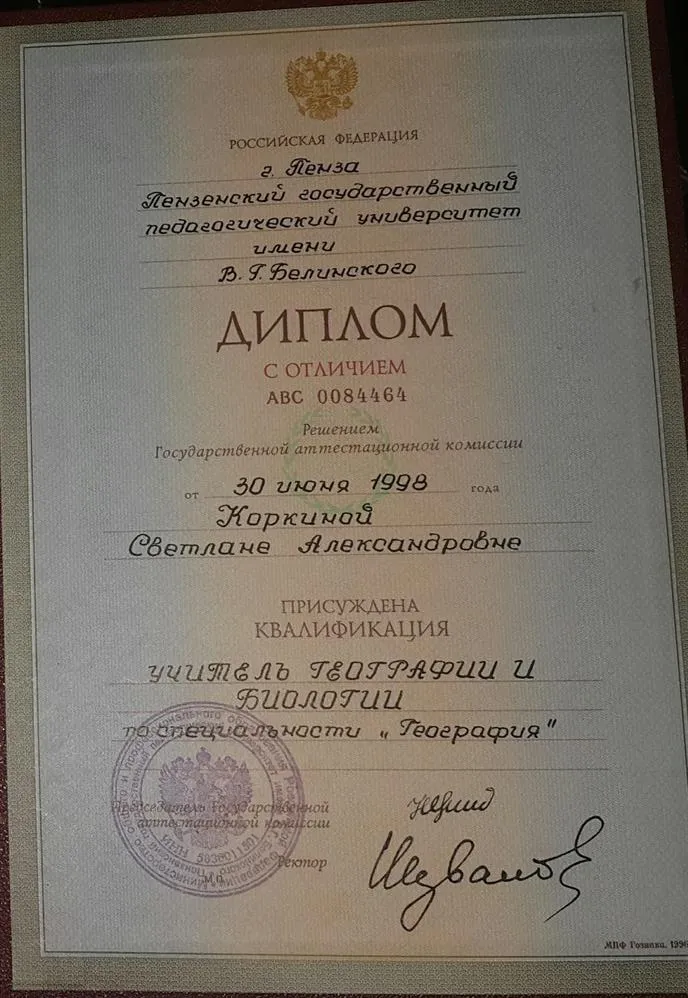 РОССИЙСКАЯ ФЕДЕРАЦИЯ
г. Пенза
Пензенский государственный
педагогический университет
имени
В. Г. Белинского
ДИПЛОМ
С ОТЛИЧИЕМ
АВС 0084464
Решением
Государственной аттестационной комиссии
от 30 июня 1998 года
Коркиной
Светлане Александровне
ПРИСУЖДЕНА
КВАЛИФИКАЦИЯ
УЧИТЕЛЬ ГЕОГРАФИИ И
БИОЛОГИИ
по специальности „География"
Председатель Государственной
аттестационной комиссии
Ректор
М.П.
МПФ Гознака. 1996